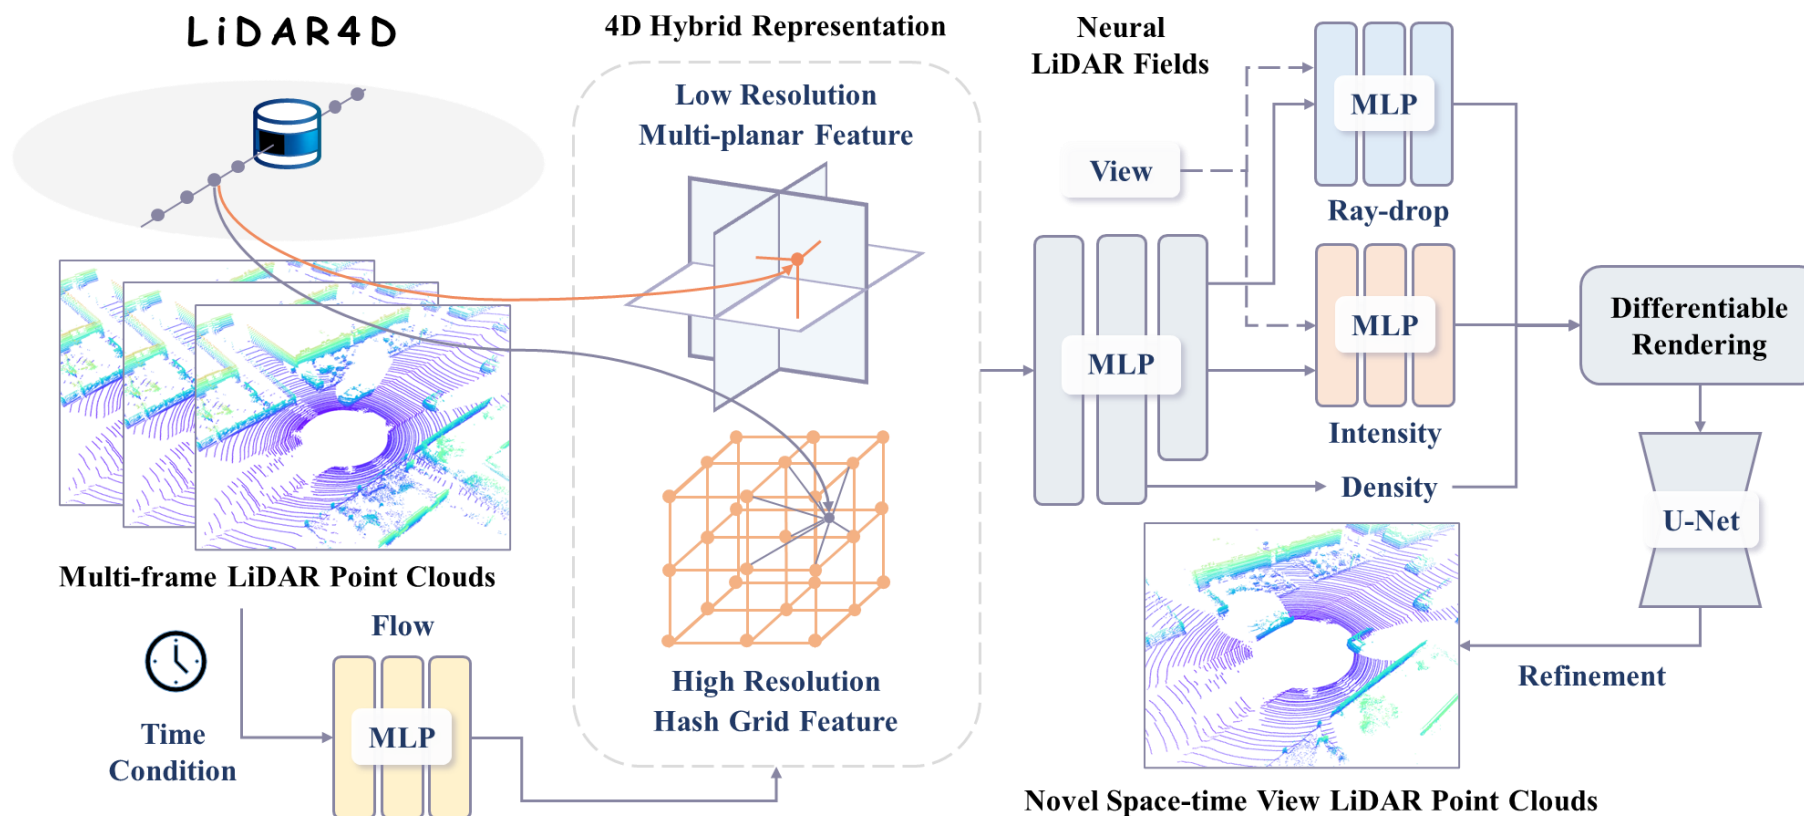 LiDAR4D
Multi-frame LiDAR Point Clouds
Time
Condition
Flow
MLP
4D Hybrid Representation
Low Resolution
Multi-planar Feature
High Resolution
Hash Grid Feature
Neural
LiDAR Fields
View
MLP
MLP
Ray-drop
MLP
Intensity
Density
Differentiable
Rendering
U-Net
Refinement
Novel Space-time View LiDAR Point Clouds